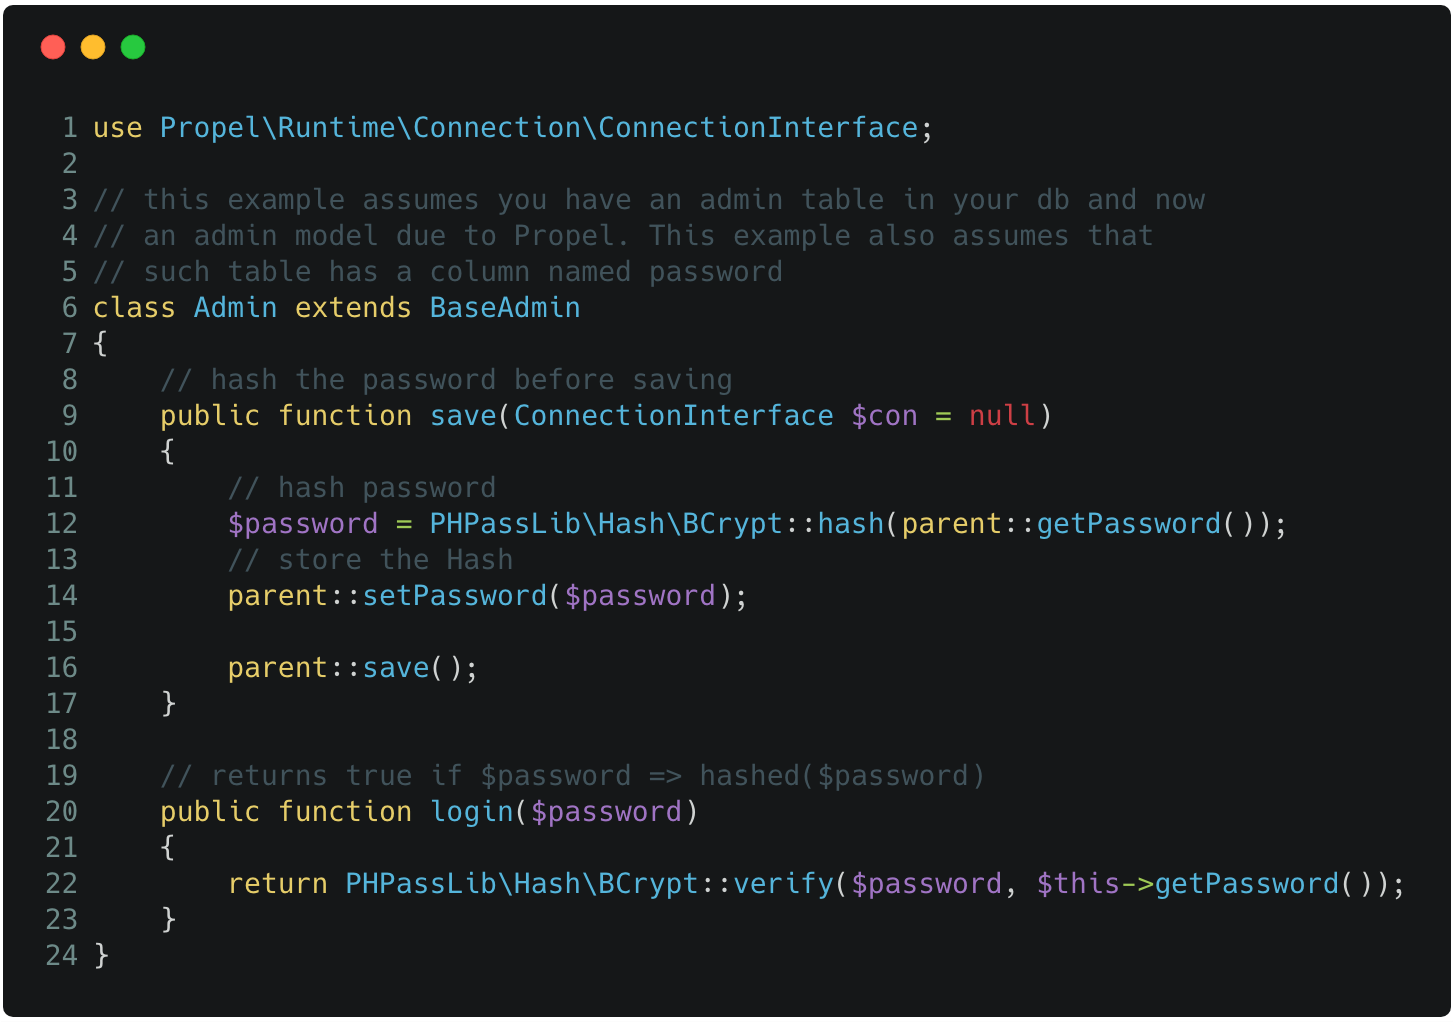 1 use Propel\Runtime\Connection\ConnectionInterface;
2
3 // this example assumes you have an admin table in your db and now
4 // an admin model due to Propel. This example also assumes that
5 // such table has a column named password
6 class Admin extends BaseAdmin
7 {
8     // hash the password before saving
9     public function save(ConnectionInterface $con = null)
10     {
11         // hash password
12         $password = PHPassLib\Hash\BCrypt::hash(parent::getPassword());
13         // store the Hash
14         parent::setPassword($password);
15
16         parent::save();
17     }
18
19     // returns true if $password => hashed($password)
20     public function login($password)
21     {
22         return PHPassLib\Hash\BCrypt::verify($password, $this->getPassword());
23     }
24 }